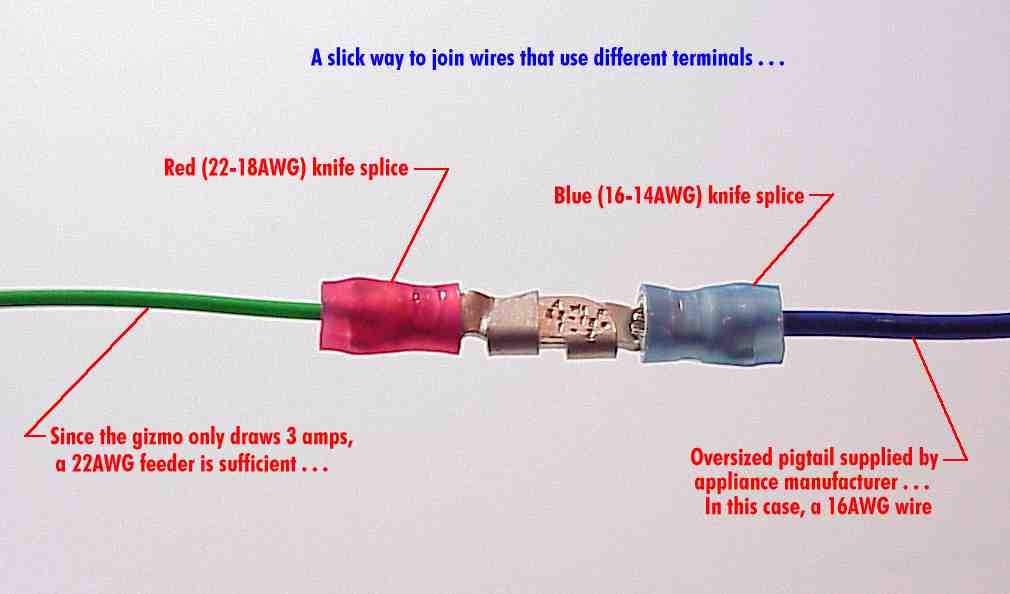 A slick way to join wires that use different terminals . . .
Red (22-18AWG) knife splice
Blue (16-14AWG) knife splice
Since the gizmo only draws 3 amps,
a 22AWG feeder is sufficient . . .
Oversized pigtail supplied by
appliance manufacturer . . .
In this case, a 16AWG wire